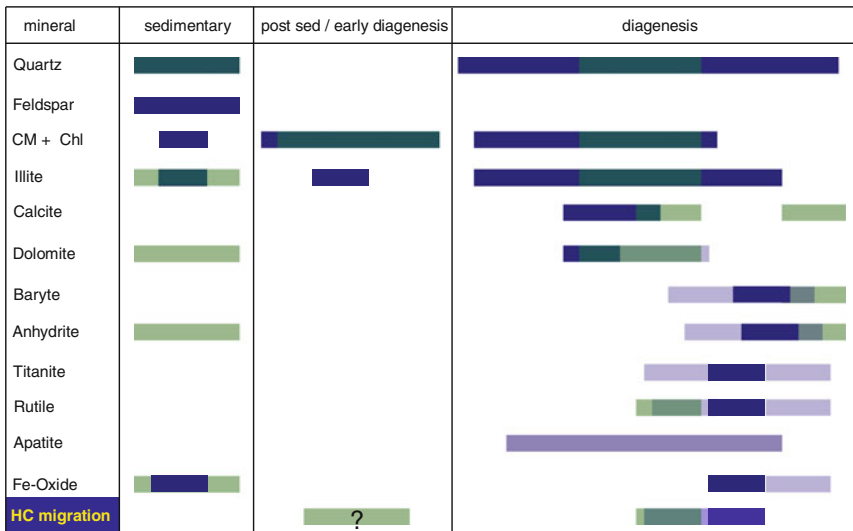 mineral sedimentary post sed / early diagenesis diagenesis
Quartz
Feldspar
CM + Chl
Illite
Calcite
Dolomite
Baryte
Anhydrite
Titanite
Rutile
Apatite
Fe-Oxide
HC migration ?